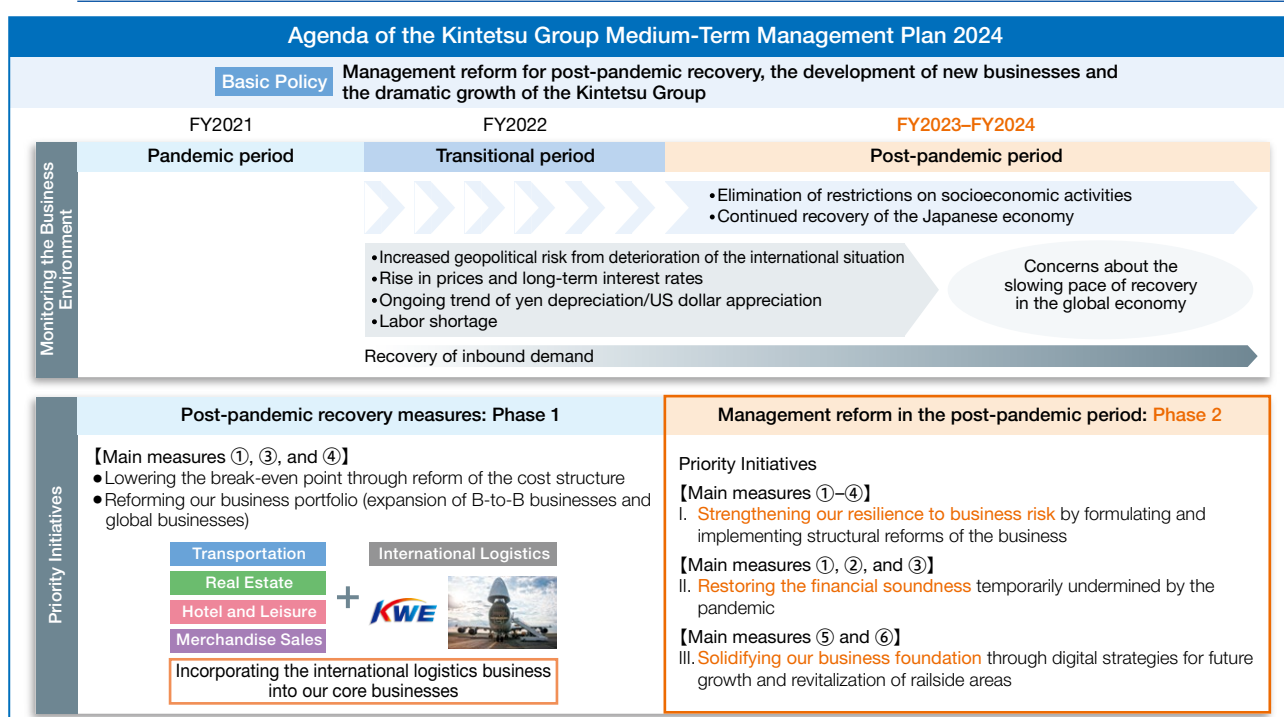 Agenda of the Kintetsu Group Medium-Term Management Plan 2024
Basic Policy
Management reform for post-pandemic recovery, the development of new businesses and
the dramatic growth of the Kintetsu Group
FY2021
FY2022
FY2023–FY2024
Monitoring the Business
Environment
Pandemic period
Transitional period
Post-pandemic period
•Elimination of restrictions on socioeconomic activities
•Continued recovery of the Japanese economy
•Increased geopolitical risk from deterioration of the international situation
•Rise in prices and long-term interest rates
•Ongoing trend of yen depreciation/US dollar appreciation
•Labor shortage
Concerns about the
slowing pace of recovery
in the global economy
Recovery of inbound demand
Priority Initiatives
Post-pandemic recovery measures: Phase 1
【Main measures ①, ③, and ④】
●Lowering the break-even point through reform of the cost structure
●Reforming our business portfolio (expansion of B-to-B businesses and
global businesses)
Transportation
Real Estate
Hotel and Leisure
Merchandise Sales
+
International Logistics
KWE
Incorporating the international logistics business
into our core businesses
Management reform in the post-pandemic period: Phase 2
Priority Initiatives
【Main measures ①–④】
I. Strengthening our resilience to business risk by formulating and
implementing structural reforms of the business
【Main measures ①, ②, and ③】
II. Restoring the financial soundness temporarily undermined by the
pandemic
【Main measures ⑤ and ⑥】
III. Solidifying our business foundation through digital strategies for future
growth and revitalization of railside areas